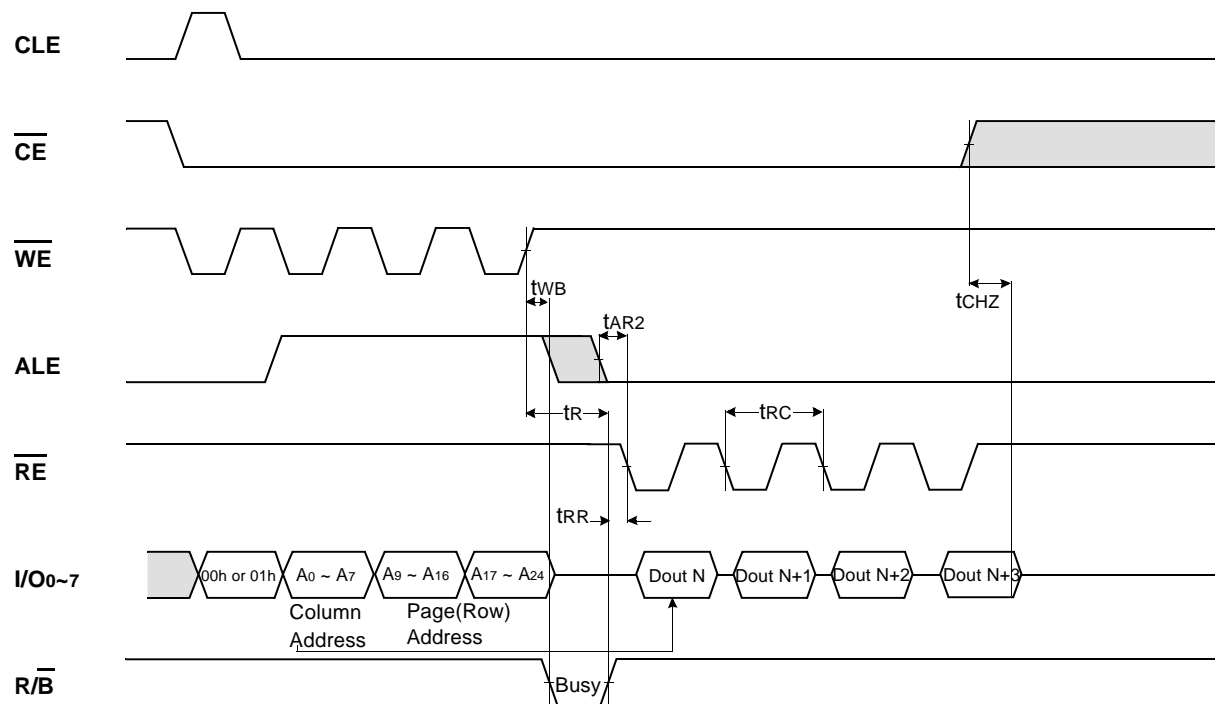 CLE
CE
WE
tWB
tCHZ
tAR2
ALE
tR
tRC
RE
tRR
I/O0~7
00h or 01h
A0 ~ A7
A9 ~ A16
A17 ~ A24
Dout N
Dout N+1
Dout N+2
Dout N+3
Column
Address
Page(Row)
Address
R/B
Busy